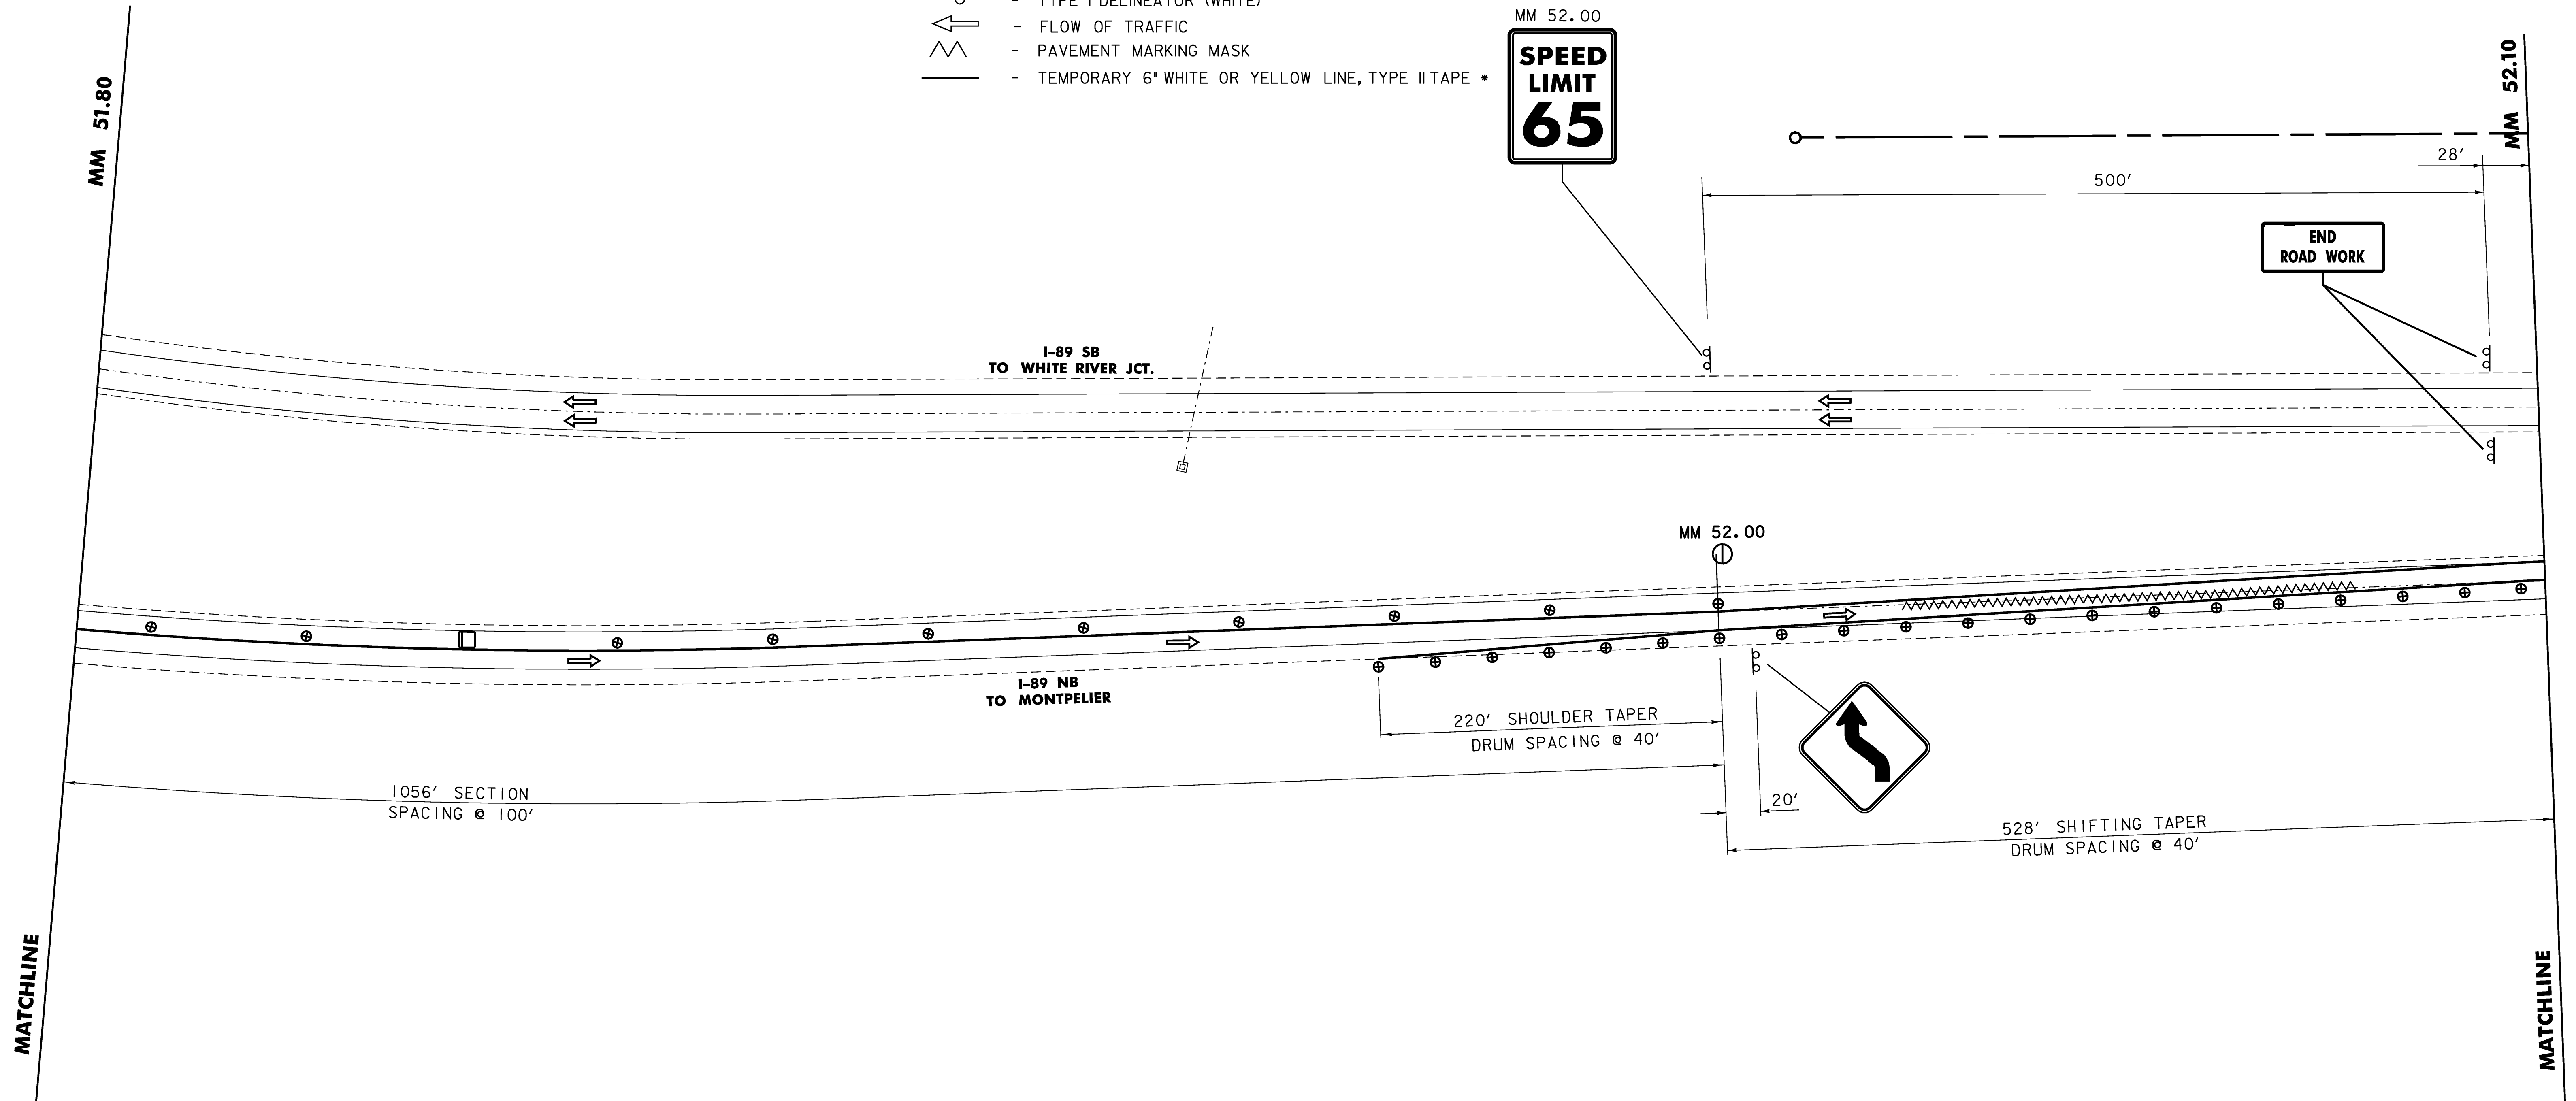 - TYPE I DELINEATOR (WHITE)
- FLOW OF TRAFFIC
- PAVEMENT MARKING MASK
- TEMPORARY 6" WHITE OR YELLOW LINE, TYPE II TAPE *
MM 52.00
SPEED
LIMIT
65
MM 51.80
MM 52.10
28'
500'
END
ROAD WORK
I-89 SB
TO WHITE RIVER JCT.
MM 52.00
I-89 NB
TO MONTPELIER
220' SHOULDER TAPER
DRUM SPACING @ 40'
1056' SECTION
SPACING @ 100'
20'
528' SHIFTING TAPER
DRUM SPACING @ 40'
MATCHLINE
MATCHLINE